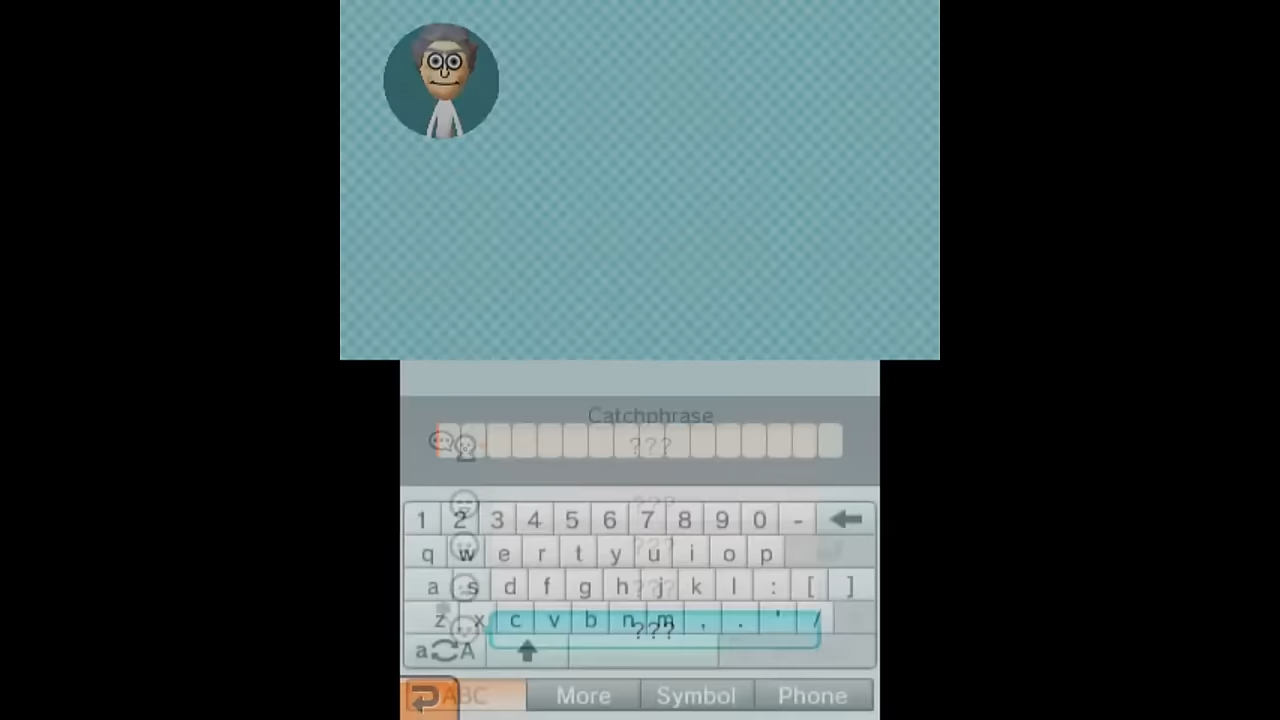 Catchphrase
???
???
1 2 3 4 5 6 7 8 9 0 -
???
q w e r t y u i o p
a s d f g h j k l : [ ]
???
z x c v b n m , . ' /
???
a A
ABC More Symbol Phone